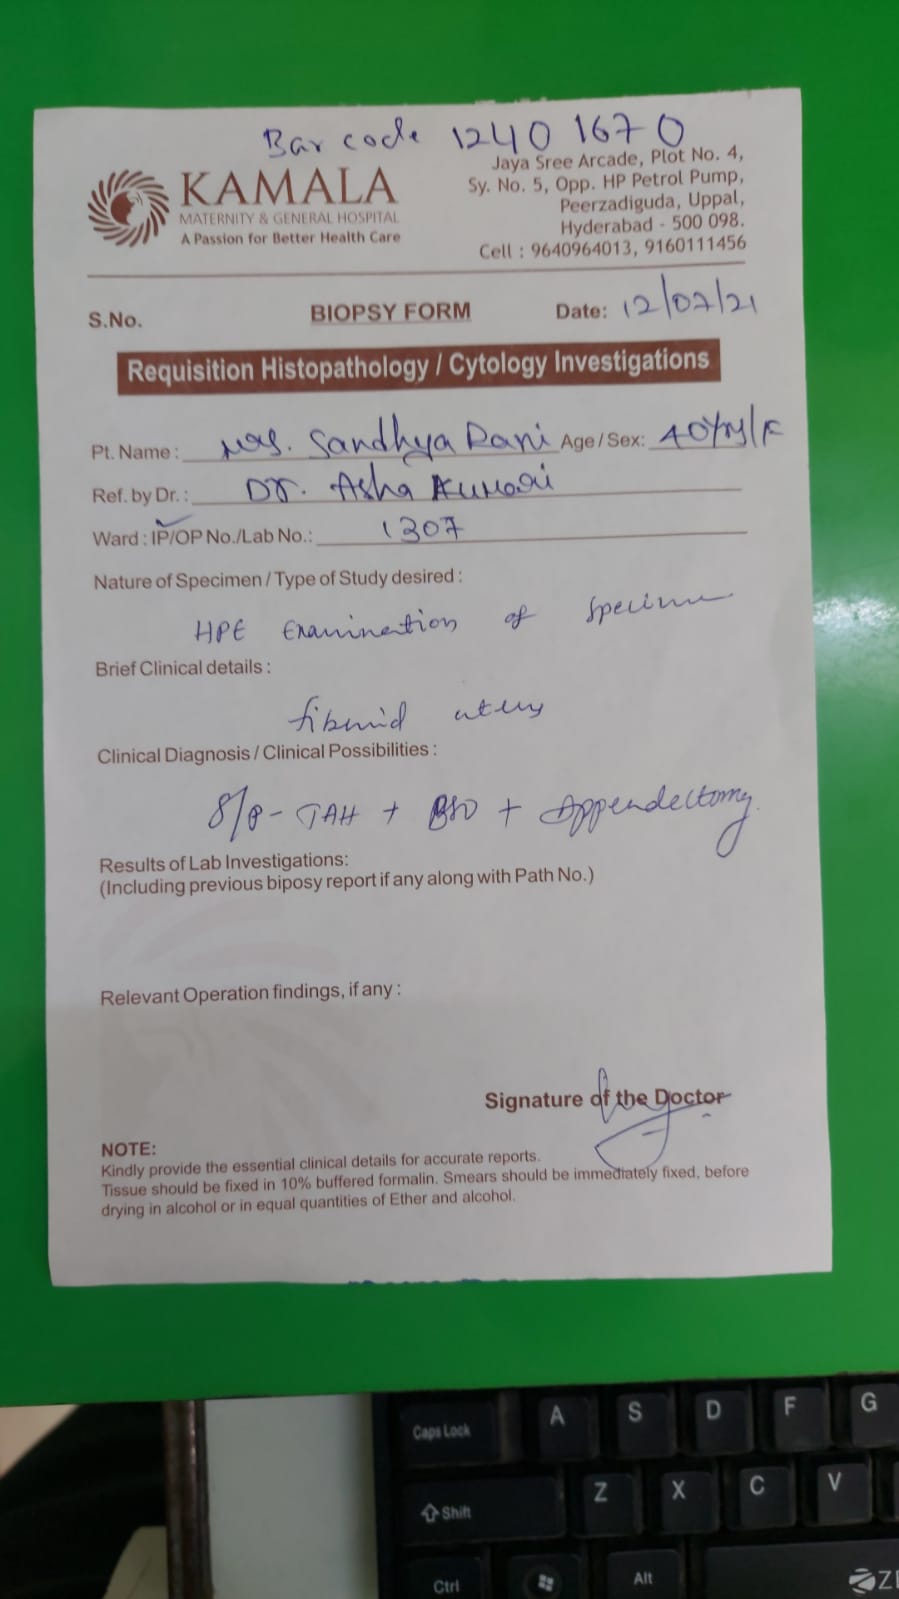 Bar code 12401670
KAMALA
MATERNITY & GENERAL HOSPITAL
A Passion for Better Health Care
Jaya Sree Arcade, Plot No. 4,
Sy. No. 5, Opp. HP Petrol Pump,
Peerzadiguda, Uppal,
Hyderabad - 500 098.
Cell : 9640964013, 9160111456
S.No.
BIOPSY FORM
Date: 12/07/21
Requisition Histopathology / Cytology Investigations
Pt. Name : Mrs. Sandhya Rani Age / Sex: 40yrs/F
Ref. by Dr. : Dr. Asha Kumari
Ward : IP/OP No./Lab No.: 1307
Nature of Specimen / Type of Study desired :
HPE Examination of Specimen
Brief Clinical details :
fibroid uterus
Clinical Diagnosis / Clinical Possibilities :
S/P - TAH + BSO + Appendectomy.
Results of Lab Investigations:
(Including previous biposy report if any along with Path No.)
Relevant Operation findings, if any :
Signature of the Doctor
NOTE:
Kindly provide the essential clinical details for accurate reports.
Tissue should be fixed in 10% buffered formalin. Smears should be immediately fixed, before
drying in alcohol or in equal quantities of Ether and alcohol.
Caps Lock A S D F G
Shift Z X C V
Ctrl Alt